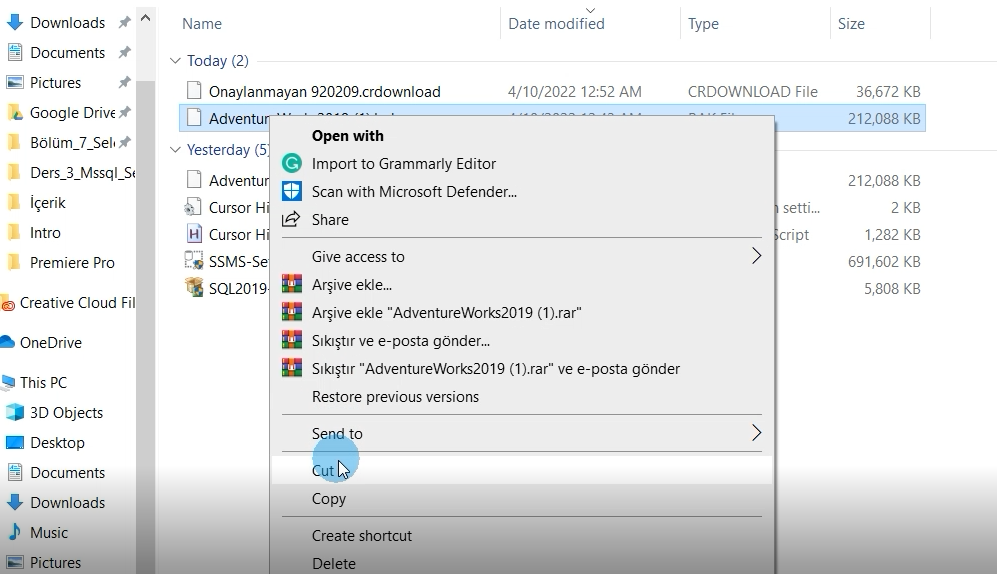 Downloads
Documents
Pictures
Google Drive
Bölüm_7_Sele
Ders_3_Mssql_Se
İçerik
Intro
Premiere Pro
Creative Cloud Fil
OneDrive
This PC
3D Objects
Desktop
Documents
Downloads
Music
Pictures
Name Date modified Type Size
Today (2)
Onaylanmayan 920209.crdownload 4/10/2022 12:52 AM CRDOWNLOAD File 36,672 KB
Adventur 212,088 KB
Yesterday (5)
Adventur 212,088 KB
Cursor Hi n setti... 2 KB
Cursor Hi Script 1,282 KB
SSMS-Se 691,602 KB
SQL2019- 5,808 KB
Open with
Import to Grammarly Editor
Scan with Microsoft Defender...
Share
Give access to
Arşive ekle...
Arşive ekle "AdventureWorks2019 (1).rar"
Sıkıştır ve e-posta gönder...
Sıkıştır "AdventureWorks2019 (1).rar" ve e-posta gönder
Restore previous versions
Send to
Cut
Copy
Create shortcut
Delete